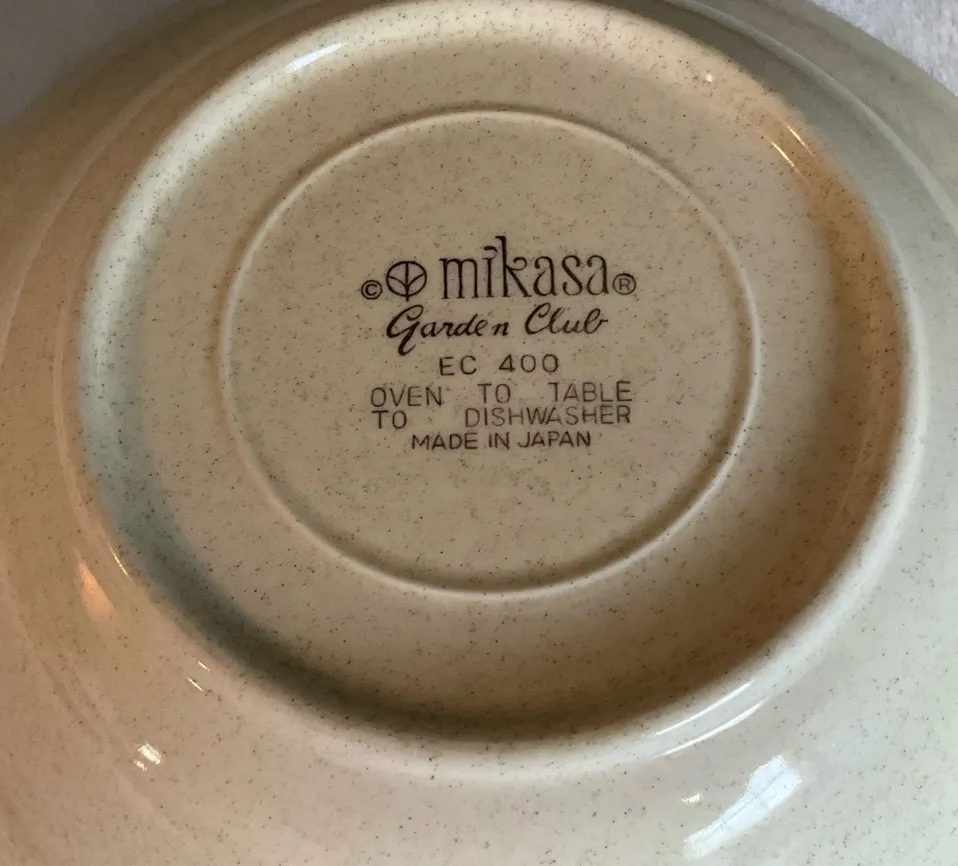 © mikasa®
Garden Club
EC 400
OVEN TO TABLE
TO DISHWASHER
MADE IN JAPAN